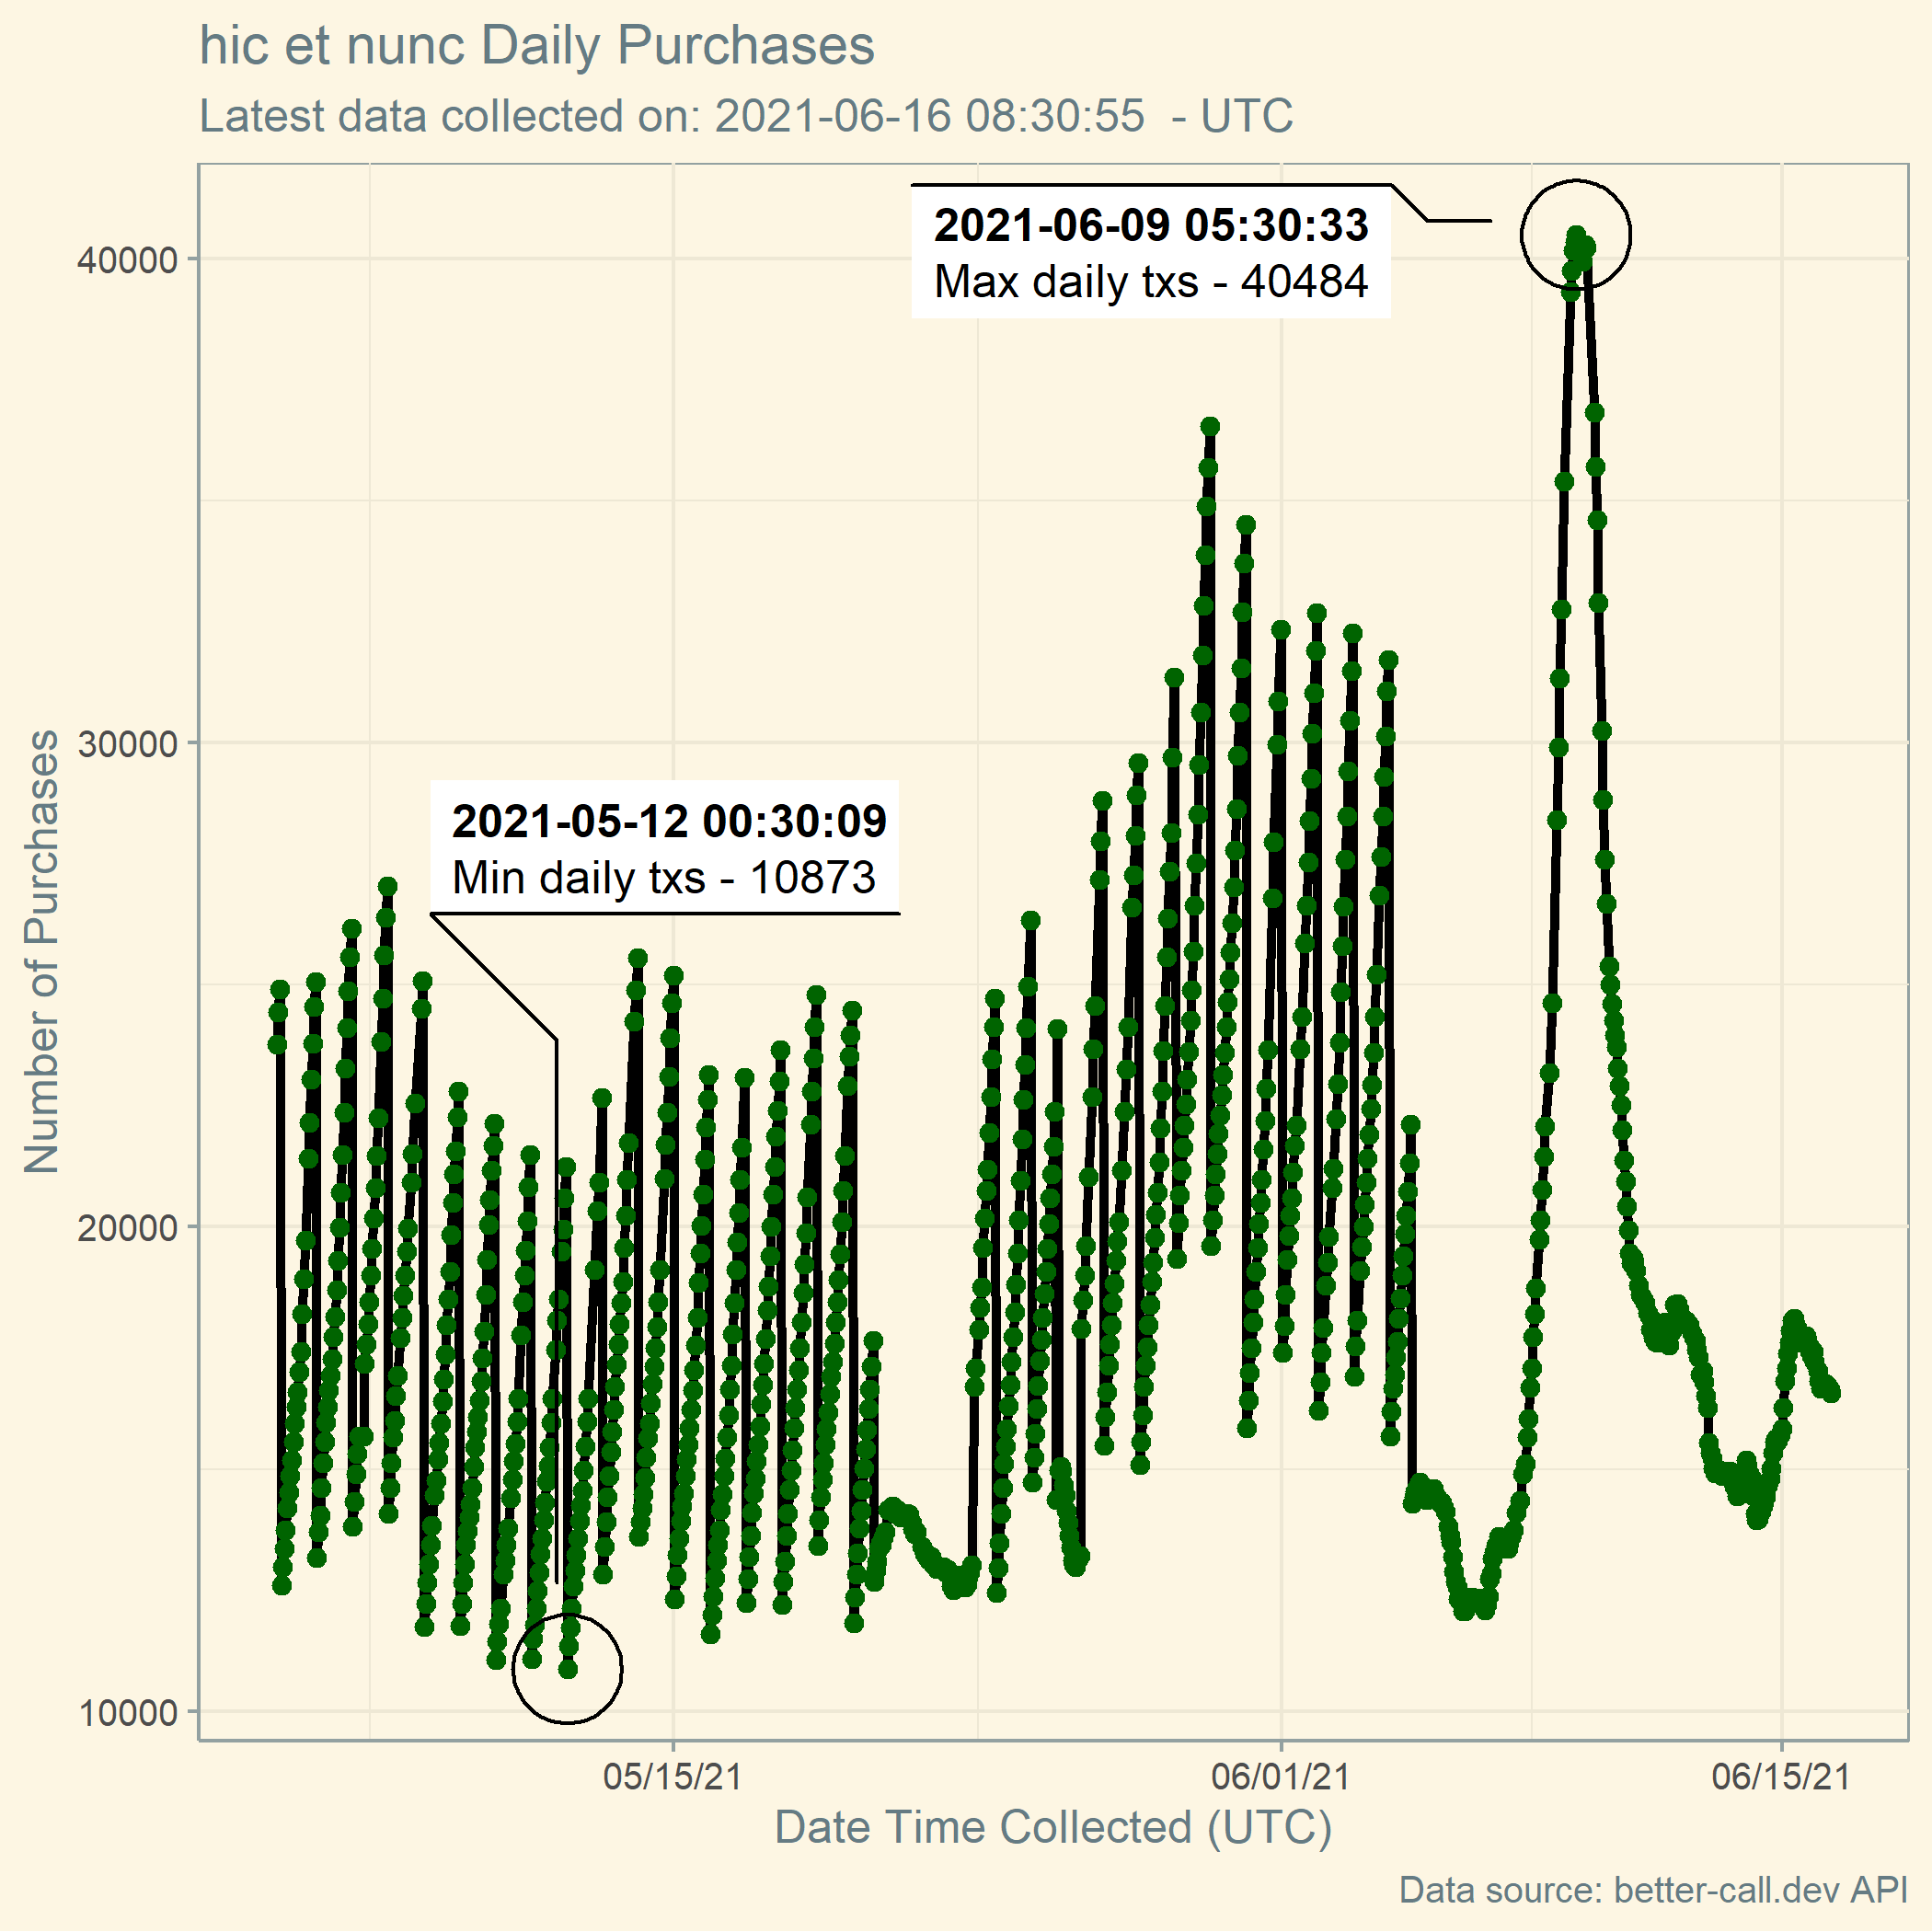 hic et nunc Daily Purchases
Latest data collected on: 2021-06-16 08:30:55  - UTC
2021-06-09 05:30:33
Max daily txs - 40484
2021-05-12 00:30:09
Min daily txs - 10873
Number of Purchases
40000
30000
20000
10000
05/15/21
06/01/21
06/15/21
Date Time Collected (UTC)
Data source: better-call.dev API